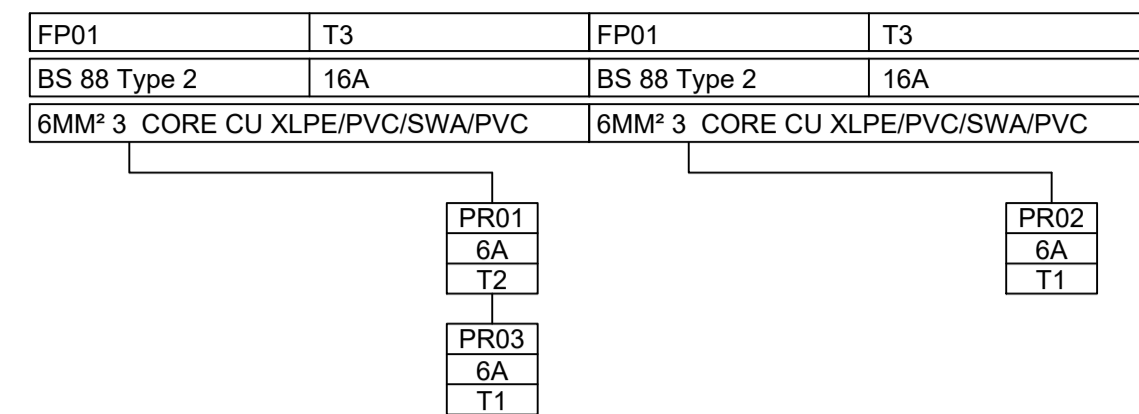 FP01 T3 FP01 T3
BS 88 Type 2 16A BS 88 Type 2 16A
6MM² 3 CORE CU XLPE/PVC/SWA/PVC 6MM² 3 CORE CU XLPE/PVC/SWA/PVC
PR01 PR02
6A 6A
T2 T1
PR03
6A
T1